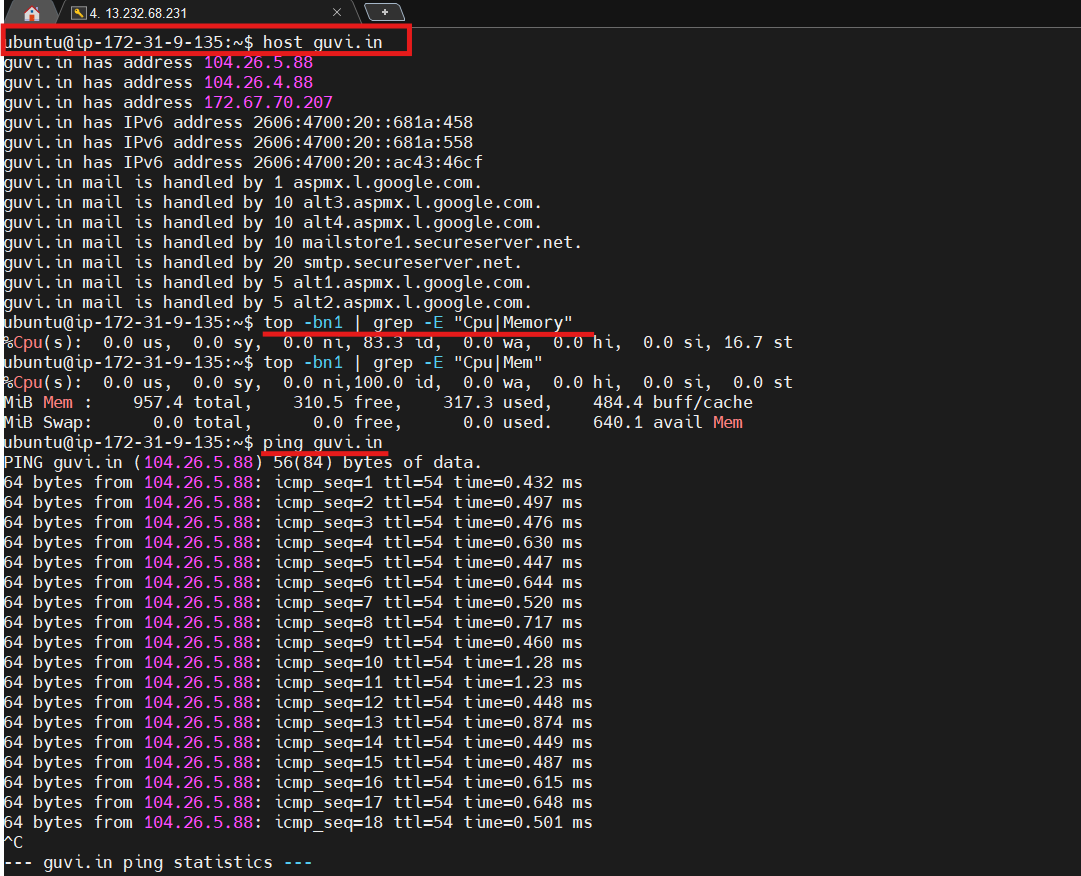 4. 13.232.68.231
ubuntu@ip-172-31-9-135:~$ host guvi.in
guvi.in has address 104.26.5.88
guvi.in has address 104.26.4.88
guvi.in has address 172.67.70.207
guvi.in has IPv6 address 2606:4700:20::681a:458
guvi.in has IPv6 address 2606:4700:20::681a:558
guvi.in has IPv6 address 2606:4700:20::ac43:46cf
guvi.in mail is handled by 1 aspmx.l.google.com.
guvi.in mail is handled by 10 alt3.aspmx.l.google.com.
guvi.in mail is handled by 10 alt4.aspmx.l.google.com.
guvi.in mail is handled by 10 mailstore1.secureserver.net.
guvi.in mail is handled by 20 smtp.secureserver.net.
guvi.in mail is handled by 5 alt1.aspmx.l.google.com.
guvi.in mail is handled by 5 alt2.aspmx.l.google.com.
ubuntu@ip-172-31-9-135:~$ top -bn1 | grep -E "Cpu|Memory"
%Cpu(s):  0.0 us,  0.0 sy,  0.0 ni, 83.3 id,  0.0 wa,  0.0 hi,  0.0 si, 16.7 st
ubuntu@ip-172-31-9-135:~$ top -bn1 | grep -E "Cpu|Mem"
%Cpu(s):  0.0 us,  0.0 sy,  0.0 ni,100.0 id,  0.0 wa,  0.0 hi,  0.0 si,  0.0 st
MiB Mem :    957.4 total,    310.5 free,    317.3 used,    484.4 buff/cache
MiB Swap:      0.0 total,      0.0 free,      0.0 used.    640.1 avail Mem
ubuntu@ip-172-31-9-135:~$ ping guvi.in
PING guvi.in (104.26.5.88) 56(84) bytes of data.
64 bytes from 104.26.5.88: icmp_seq=1 ttl=54 time=0.432 ms
64 bytes from 104.26.5.88: icmp_seq=2 ttl=54 time=0.497 ms
64 bytes from 104.26.5.88: icmp_seq=3 ttl=54 time=0.476 ms
64 bytes from 104.26.5.88: icmp_seq=4 ttl=54 time=0.630 ms
64 bytes from 104.26.5.88: icmp_seq=5 ttl=54 time=0.447 ms
64 bytes from 104.26.5.88: icmp_seq=6 ttl=54 time=0.644 ms
64 bytes from 104.26.5.88: icmp_seq=7 ttl=54 time=0.520 ms
64 bytes from 104.26.5.88: icmp_seq=8 ttl=54 time=0.717 ms
64 bytes from 104.26.5.88: icmp_seq=9 ttl=54 time=0.460 ms
64 bytes from 104.26.5.88: icmp_seq=10 ttl=54 time=1.28 ms
64 bytes from 104.26.5.88: icmp_seq=11 ttl=54 time=1.23 ms
64 bytes from 104.26.5.88: icmp_seq=12 ttl=54 time=0.448 ms
64 bytes from 104.26.5.88: icmp_seq=13 ttl=54 time=0.874 ms
64 bytes from 104.26.5.88: icmp_seq=14 ttl=54 time=0.449 ms
64 bytes from 104.26.5.88: icmp_seq=15 ttl=54 time=0.487 ms
64 bytes from 104.26.5.88: icmp_seq=16 ttl=54 time=0.615 ms
64 bytes from 104.26.5.88: icmp_seq=17 ttl=54 time=0.648 ms
64 bytes from 104.26.5.88: icmp_seq=18 ttl=54 time=0.501 ms
^C
--- guvi.in ping statistics ---